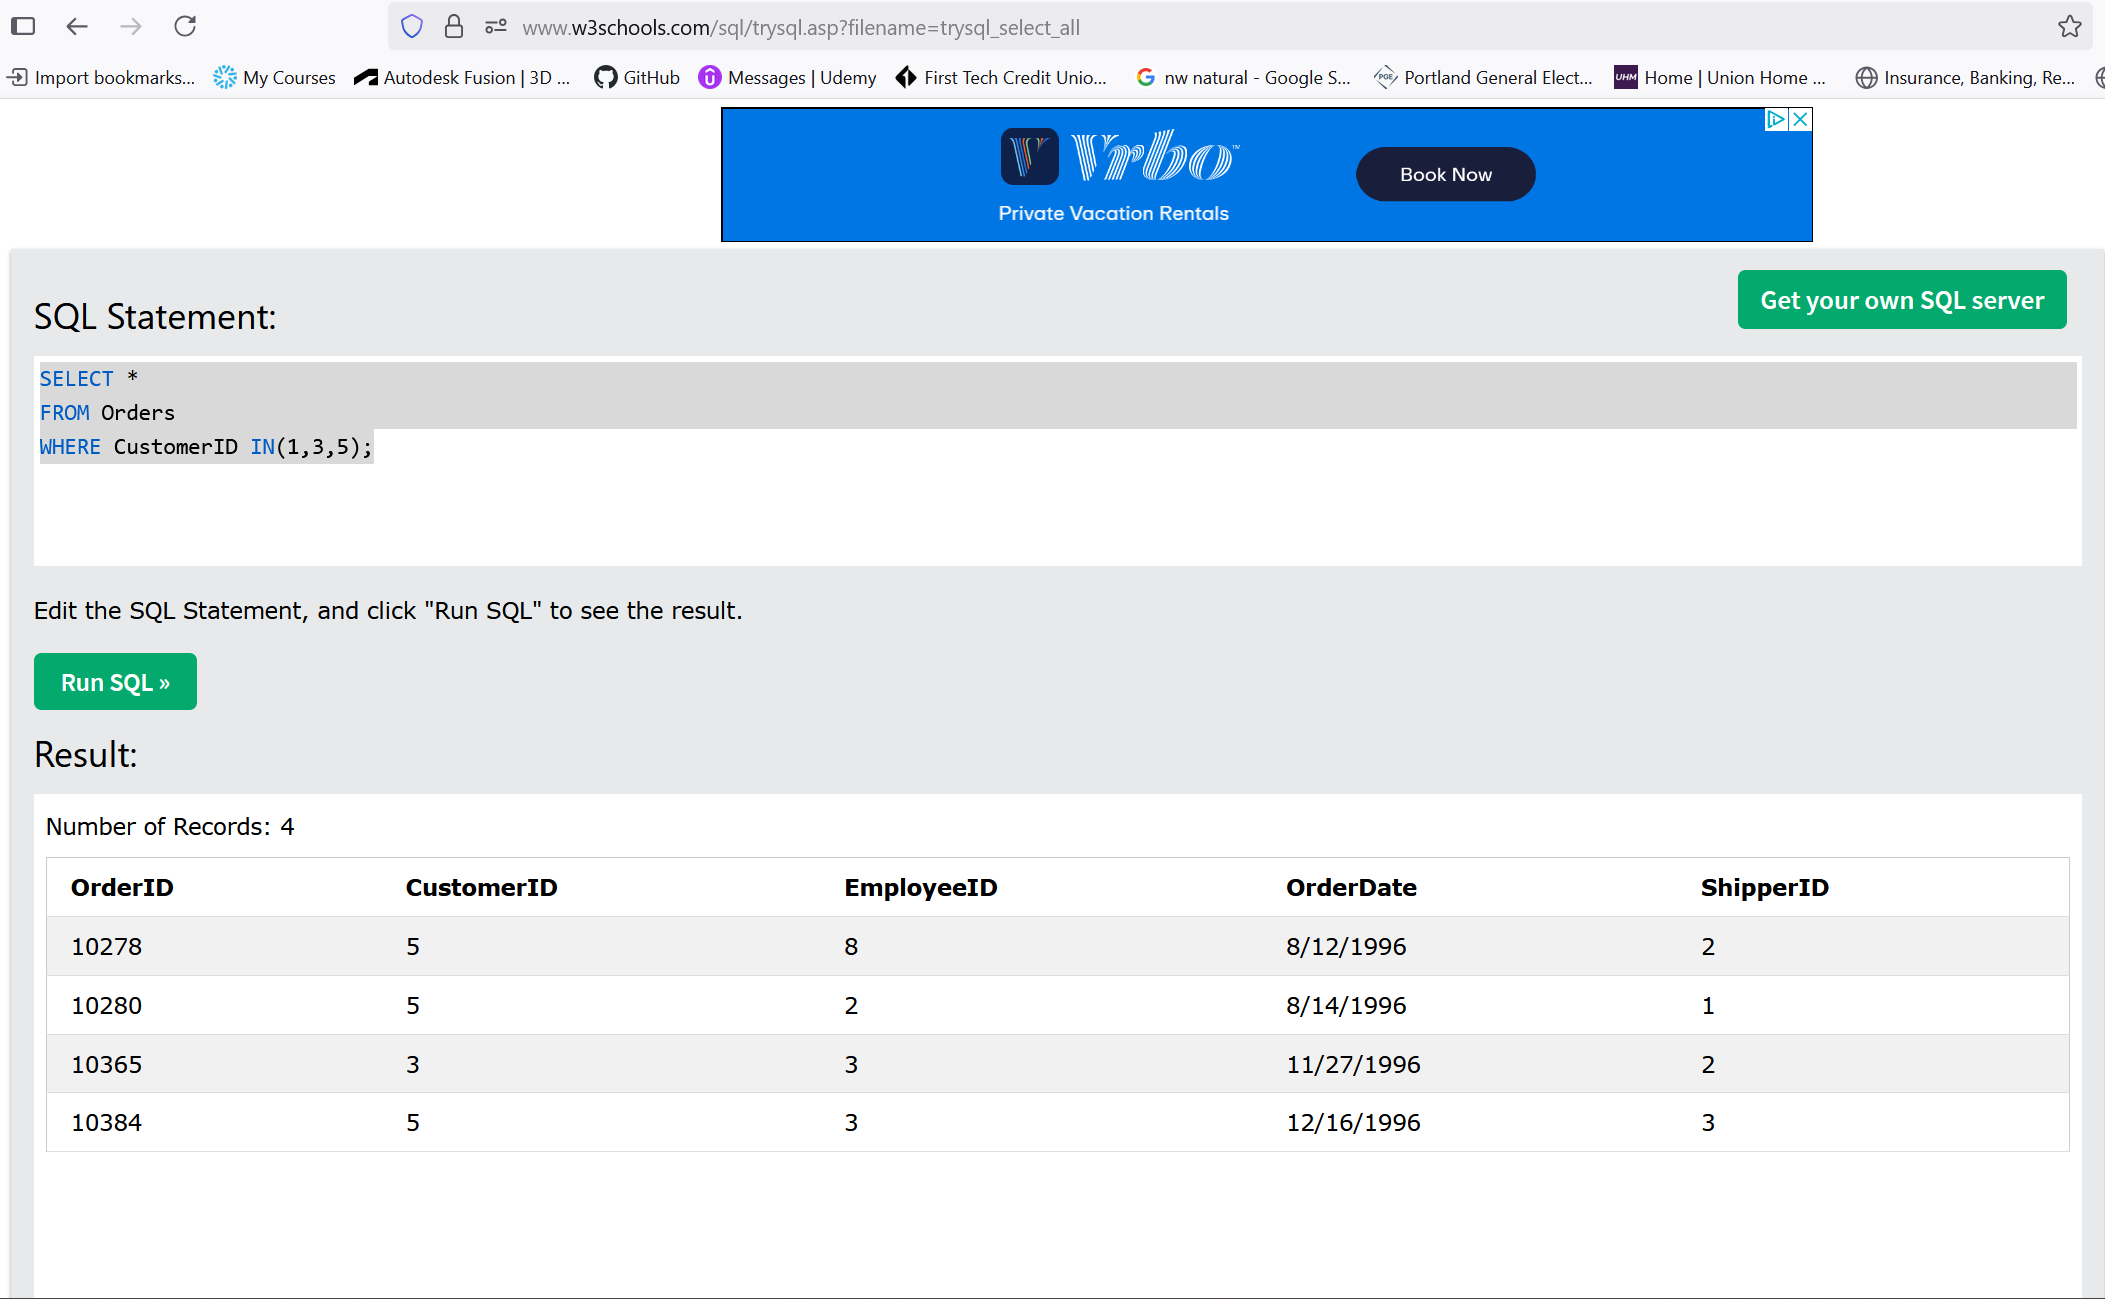 www.w3schools.com/sql/trysql.asp?filename=trysql_select_all
Import bookmarks... My Courses Autodesk Fusion | 3D ... GitHub Messages | Udemy First Tech Credit Unio... nw natural - Google S... PGE Portland General Elect... UHM Home | Union Home ... Insurance, Banking, Re...
V Vrbo™
Private Vacation Rentals
Book Now
Get your own SQL server
SQL Statement:
SELECT *
FROM Orders
WHERE CustomerID IN(1,3,5);
Edit the SQL Statement, and click "Run SQL" to see the result.
Run SQL »
Result:
Number of Records: 4
OrderID CustomerID EmployeeID OrderDate ShipperID
10278 5 8 8/12/1996 2
10280 5 2 8/14/1996 1
10365 3 3 11/27/1996 2
10384 5 3 12/16/1996 3